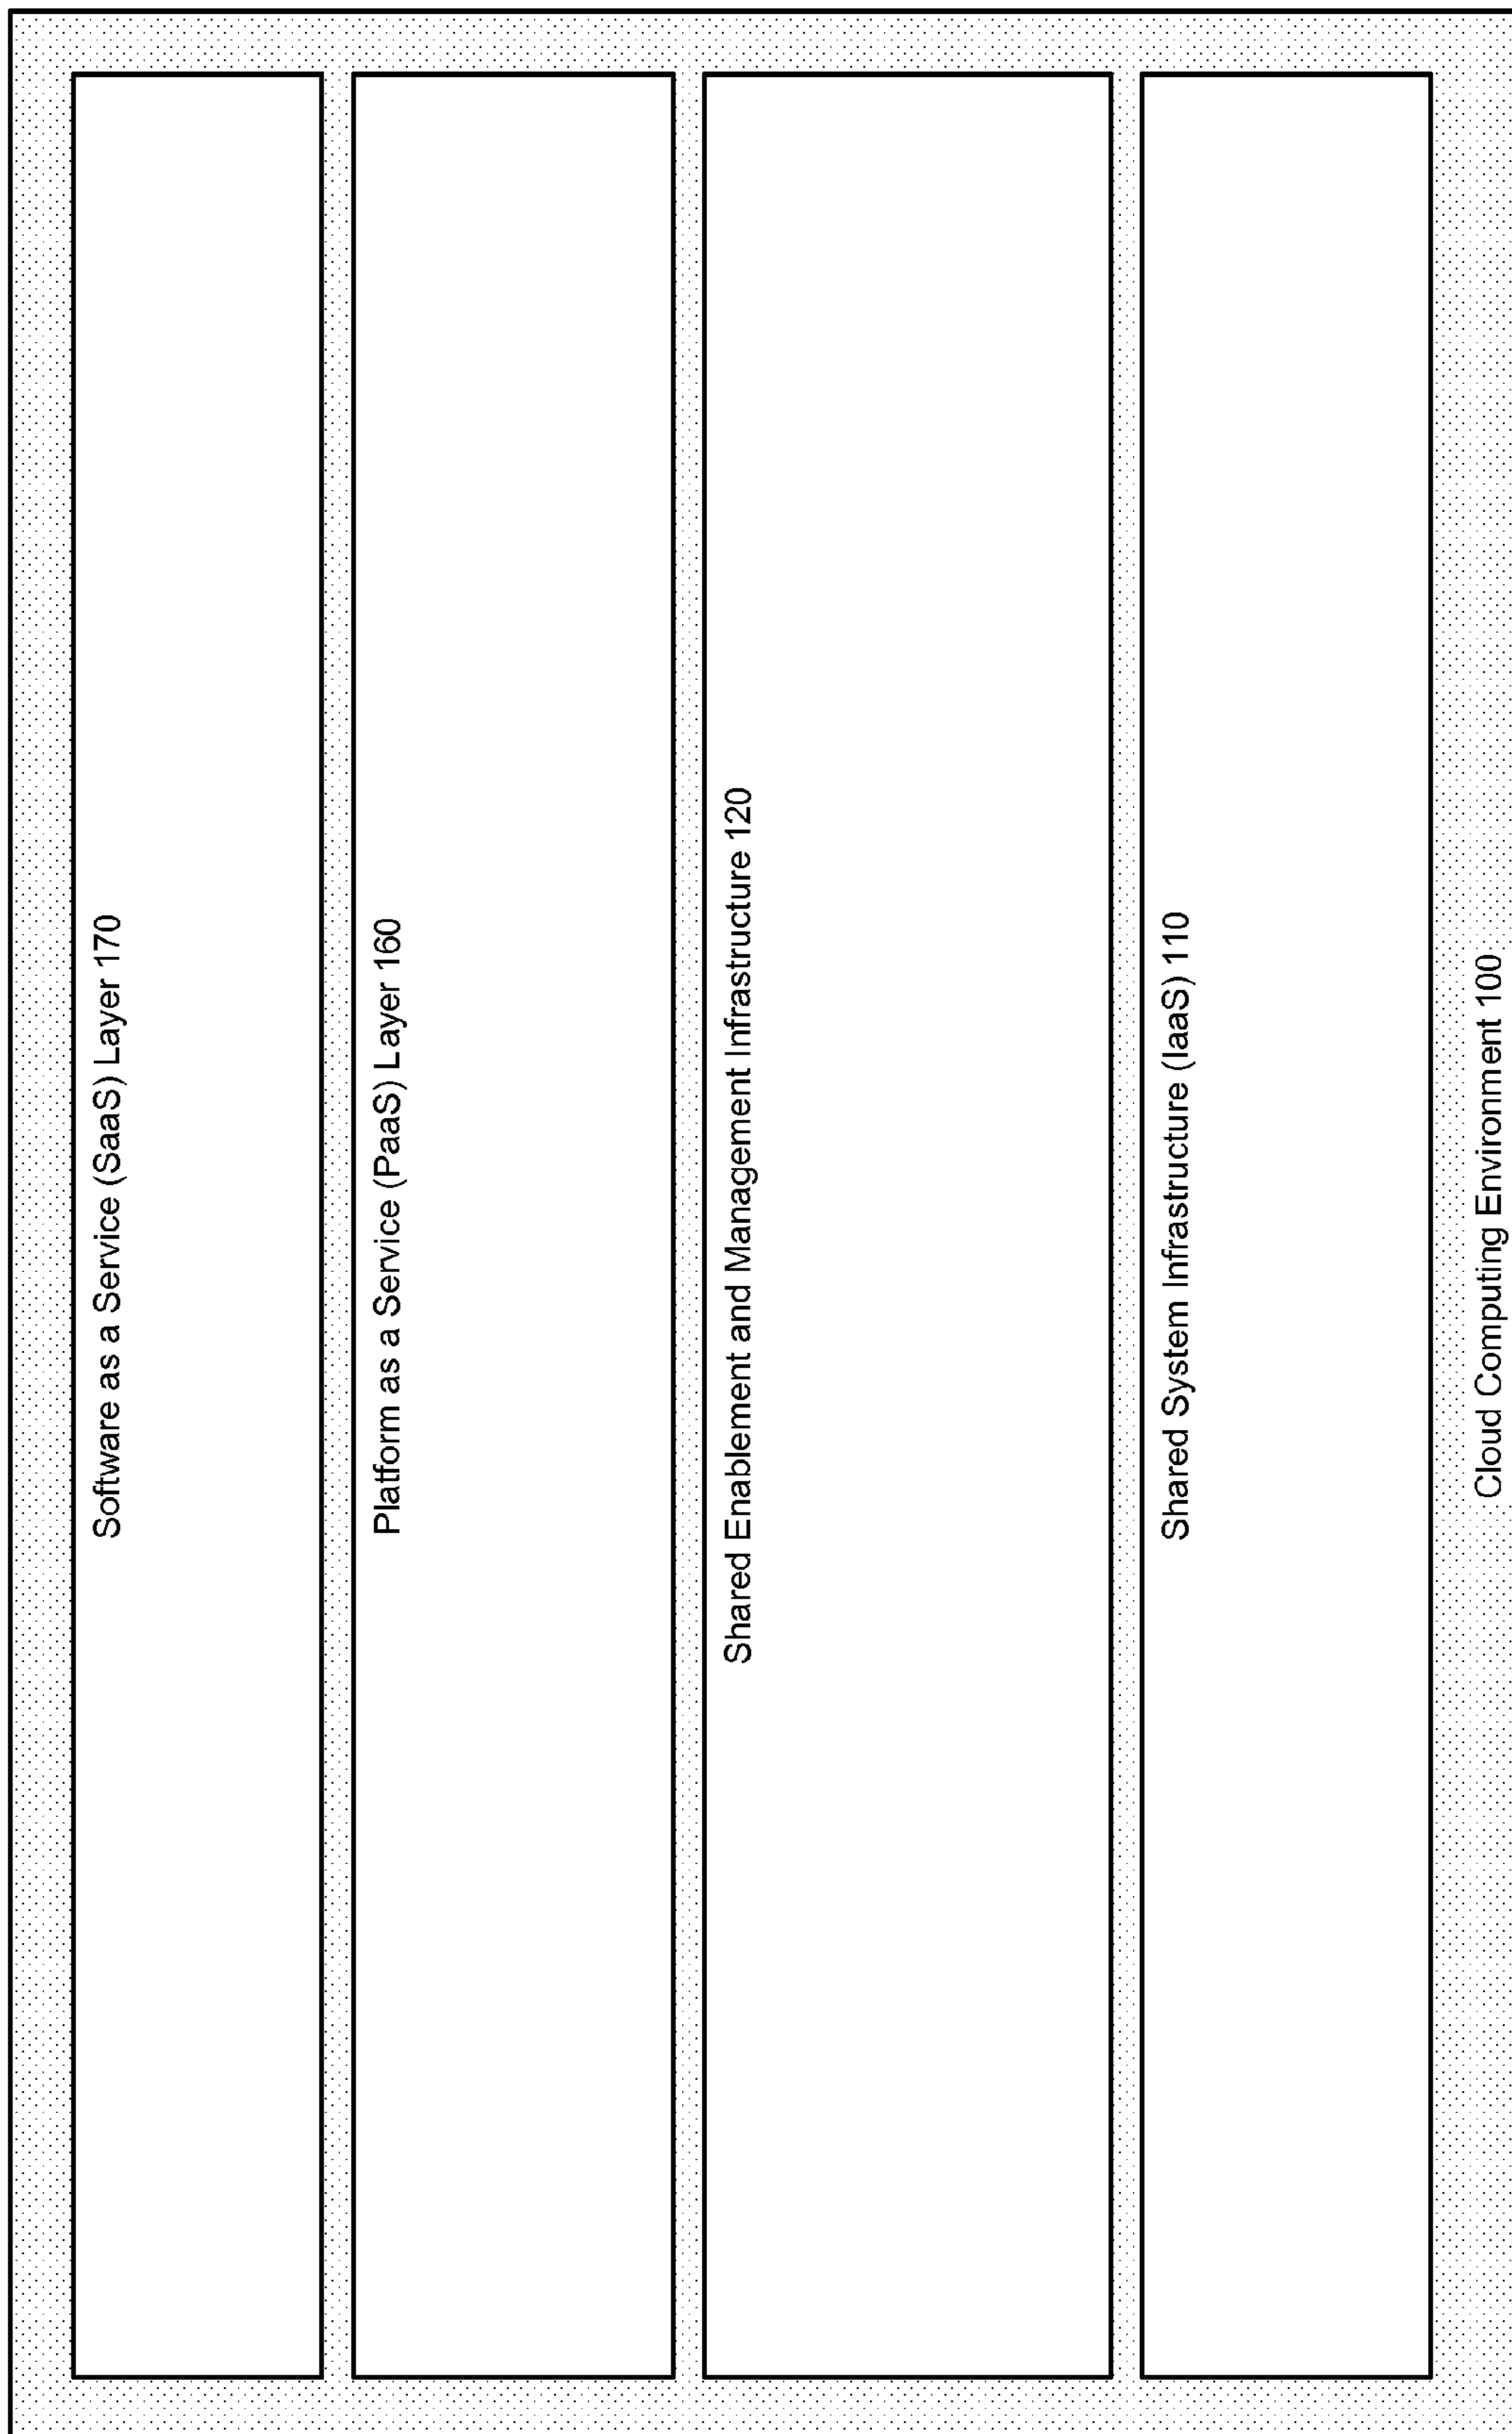 Software as a Service (SaaS) Layer 170
Platform as a Service (PaaS) Layer 160
Shared Enablement and Management Infrastructure 120
Shared System Infrastructure (IaaS) 110
Cloud Computing Environment 100